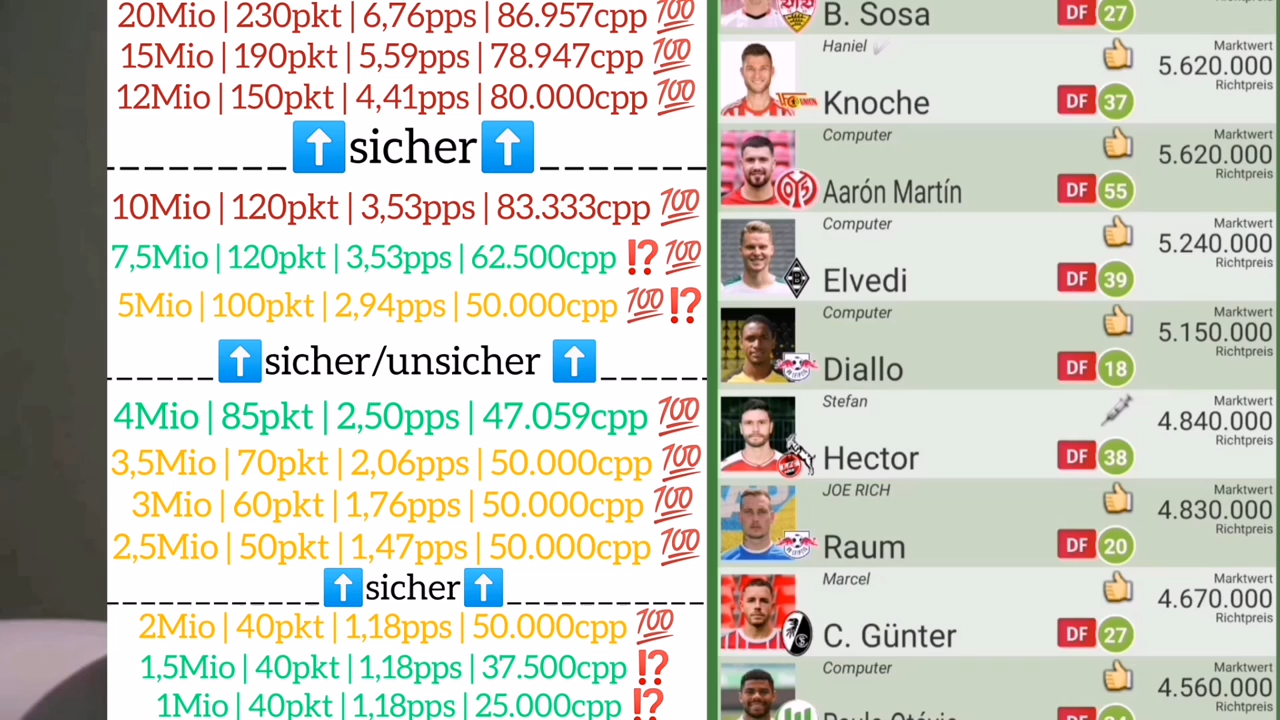 20Mio | 230pkt | 6,76pps | 86.957cpp 💯
15Mio | 190pkt | 5,59pps | 78.947cpp 💯
12Mio | 150pkt | 4,41pps | 80.000cpp 💯
________⬆️sicher⬆️________
10Mio | 120pkt | 3,53pps | 83.333cpp 💯
7,5Mio | 120pkt | 3,53pps | 62.500cpp ⁉️💯
5Mio | 100pkt | 2,94pps | 50.000cpp 💯⁉️
_____⬆️sicher/unsicher ⬆️_____
4Mio | 85pkt | 2,50pps | 47.059cpp 💯
3,5Mio | 70pkt | 2,06pps | 50.000cpp 💯
3Mio | 60pkt | 1,76pps | 50.000cpp 💯
2,5Mio | 50pkt | 1,47pps | 50.000cpp 💯
__________⬆️sicher⬆️_________
2Mio | 40pkt | 1,18pps | 50.000cpp 💯
1,5Mio | 40pkt | 1,18pps | 37.500cpp ⁉️
1Mio | 40pkt | 1,18pps | 25.000cpp ⁉️
B. Sosa DF 27
Haniel
Marktwert
5.620.000
Richtpreis
Knoche DF 37
Computer
Marktwert
5.620.000
Richtpreis
Aarón Martín DF 55
Computer
Marktwert
5.240.000
Richtpreis
Elvedi DF 39
Computer
Marktwert
5.150.000
Richtpreis
Diallo DF 18
Stefan
Marktwert
4.840.000
Richtpreis
Hector DF 38
JOE RICH
Marktwert
4.830.000
Richtpreis
Raum DF 20
Marcel
Marktwert
4.670.000
Richtpreis
C. Günter DF 27
Computer
Marktwert
4.560.000